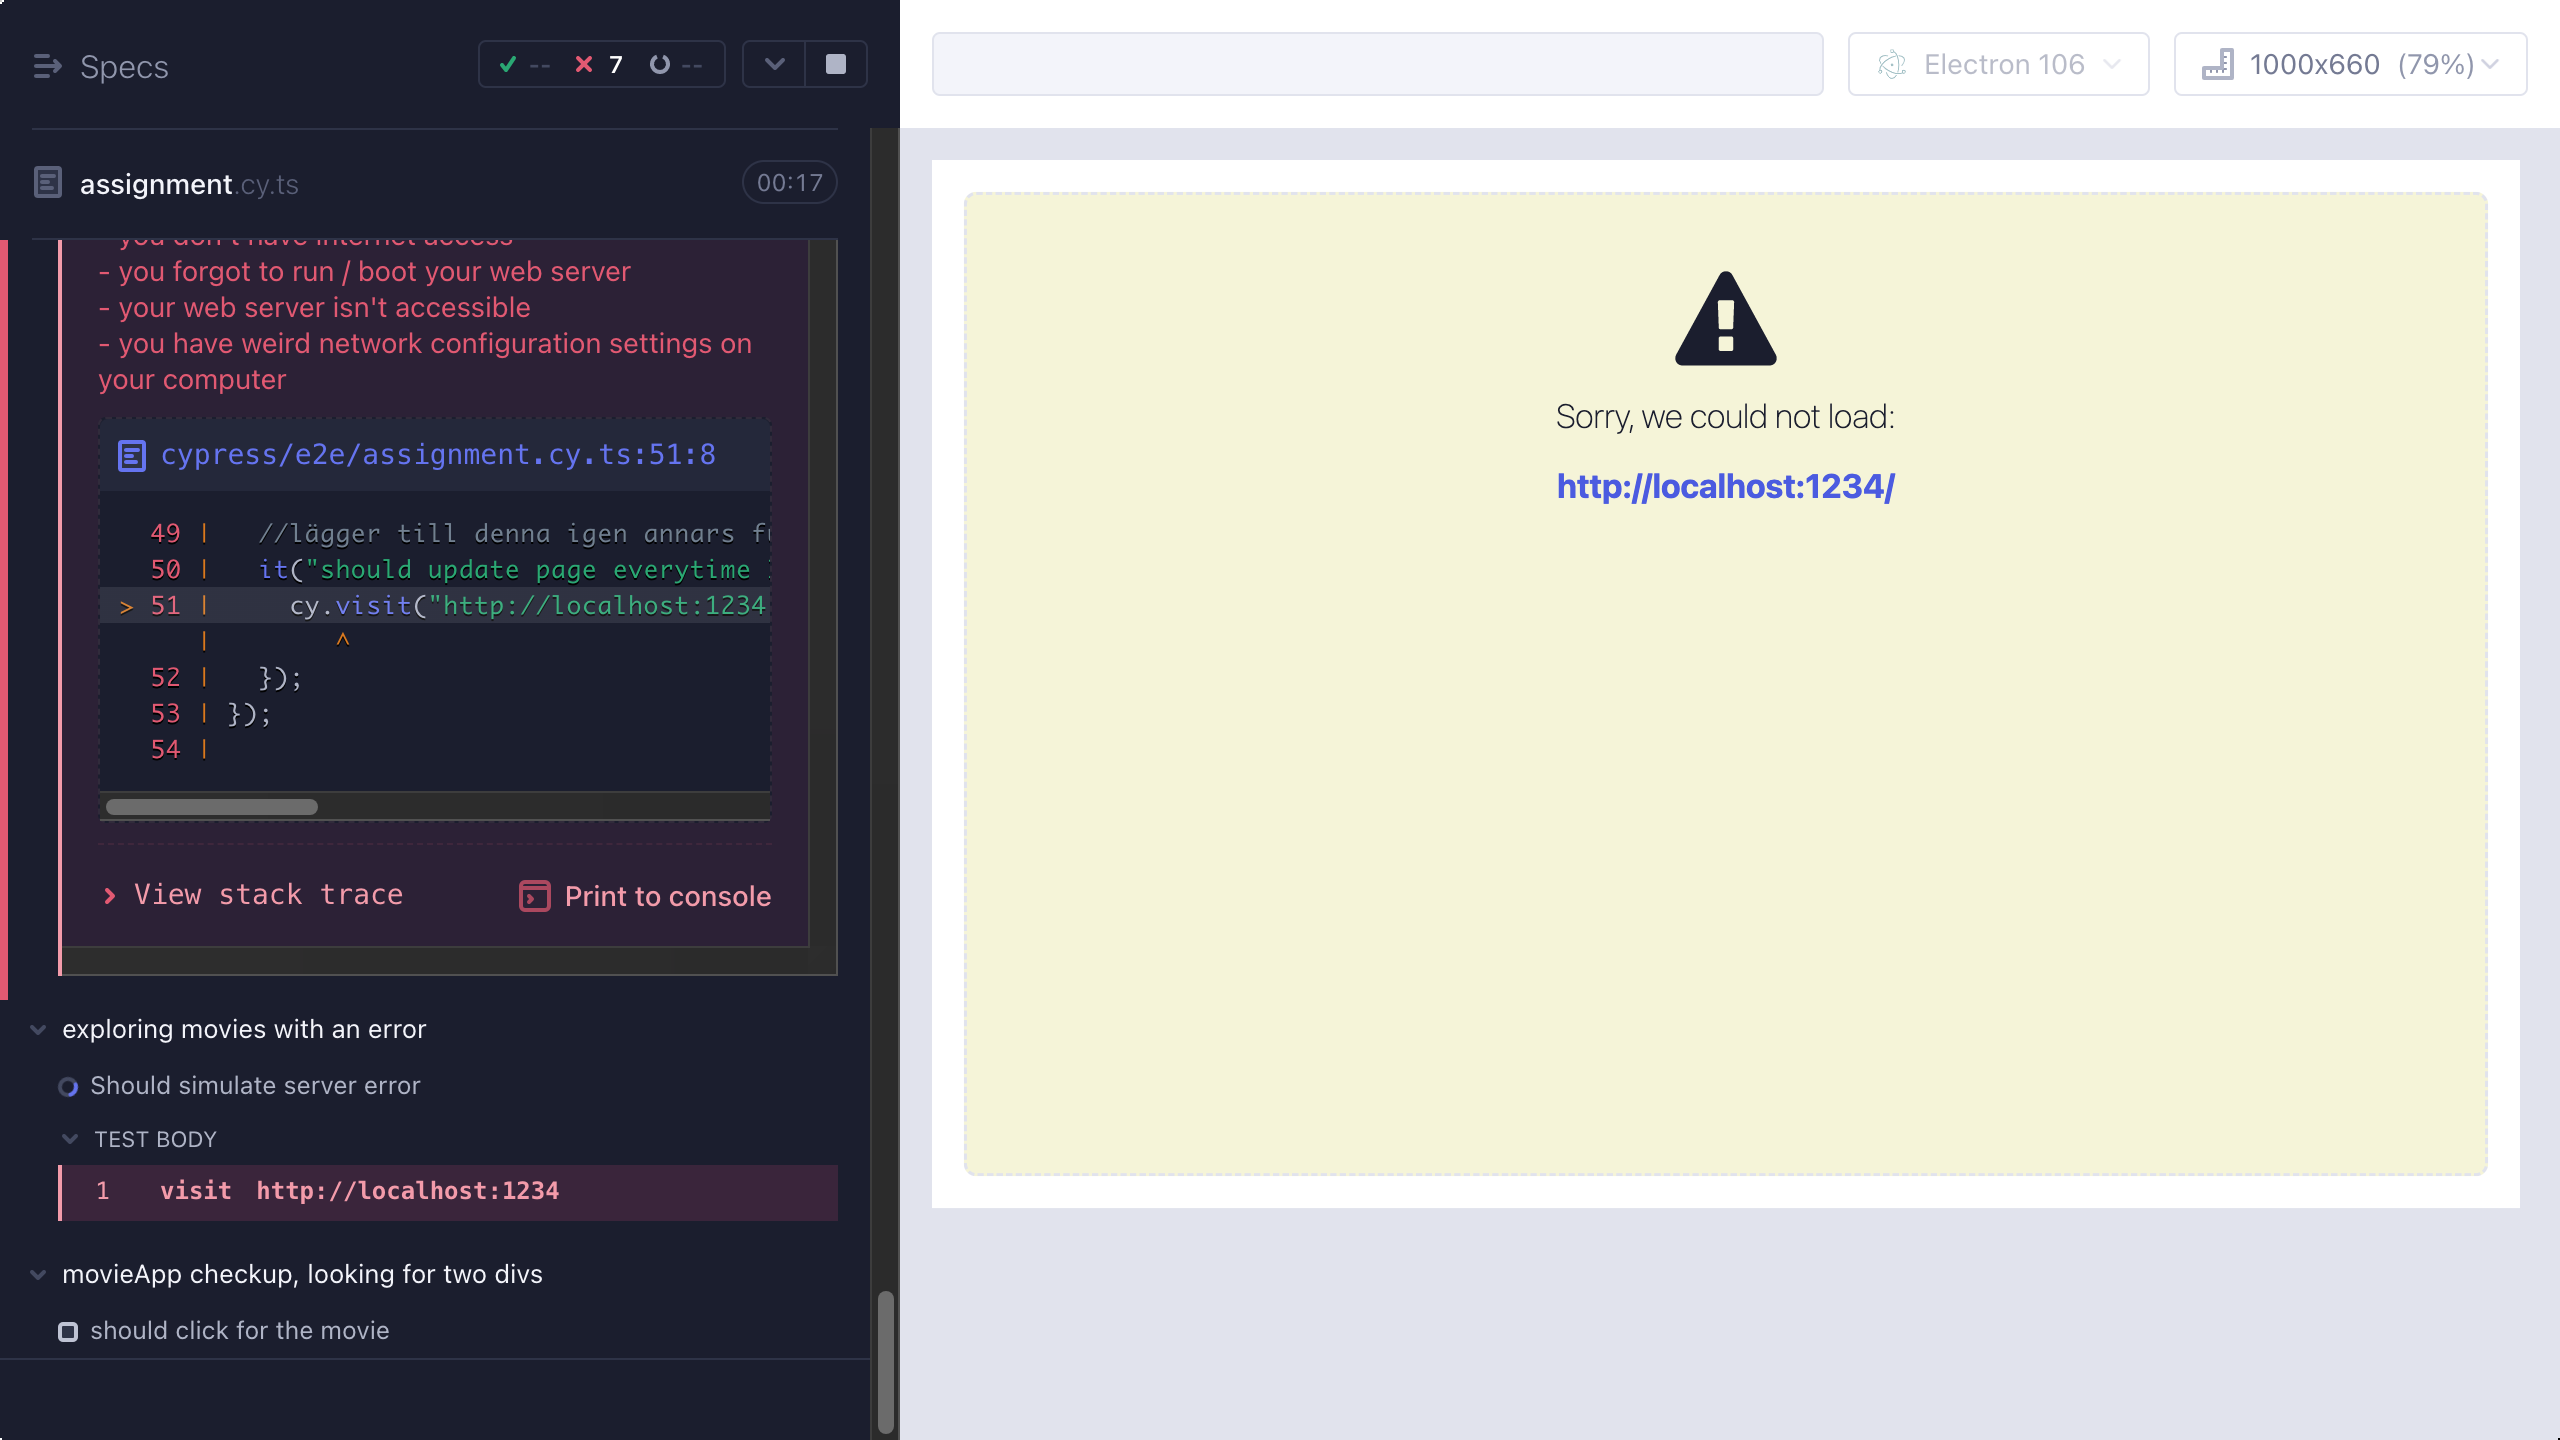 Specs
-- 7 --
assignment.cy.ts
00:17
- you don't have internet access
- you forgot to run / boot your web server
- your web server isn't accessible
- you have weird network configuration settings on
your computer
cypress/e2e/assignment.cy.ts:51:8
49 | //lägger till denna igen annars
50 | it("should update page everytime
> 51 | cy.visit("http://localhost:1234
| ^
52 | });
53 | });
54 |
View stack trace
Print to console
exploring movies with an error
Should simulate server error
TEST BODY
1 visit http://localhost:1234
movieApp checkup, looking for two divs
should click for the movie
Electron 106
1000x660 (79%)
Sorry, we could not load:
http://localhost:1234/